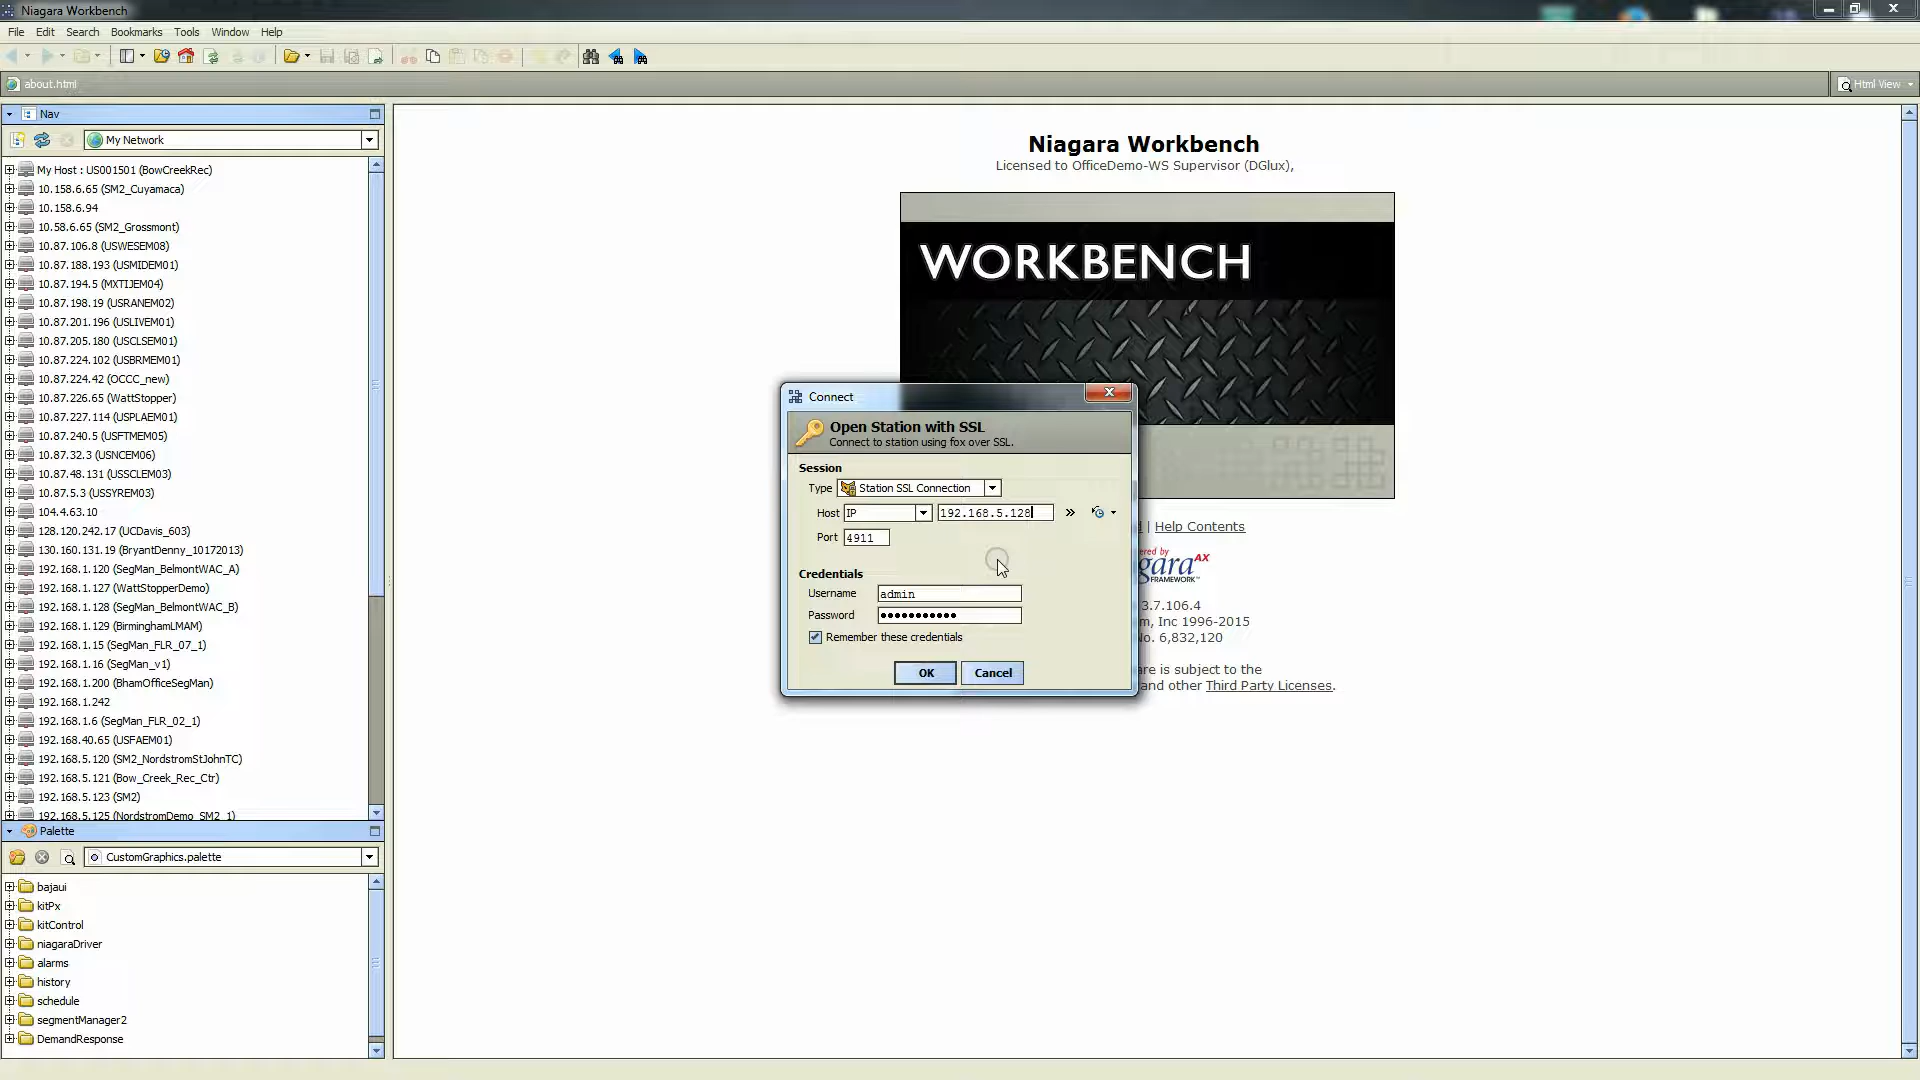 Niagara Workbench
File Edit Search Bookmarks Tools Window Help
about.html
Html View
Nav
My Network
My Host : US001501 (BowCreekRec)
10.158.6.65 (SM2_Cuyamaca)
10.158.6.94
10.58.6.65 (SM2_Grossmont)
10.87.106.8 (USWESEM08)
10.87.188.193 (USMIDEM01)
10.87.194.5 (MXTIJEM04)
10.87.198.19 (USRANEM02)
10.87.201.196 (USLIVEM01)
10.87.205.180 (USCLSEM01)
10.87.224.102 (USBRMEM01)
10.87.224.42 (OCCC_new)
10.87.226.65 (WattStopper)
10.87.227.114 (USPLAEM01)
10.87.240.5 (USFTMEM05)
10.87.32.3 (USNCEM06)
10.87.48.131 (USSCLEM03)
10.87.5.3 (USSYREM03)
104.4.63.10
128.120.242.17 (UCDavis_603)
130.160.131.19 (BryantDenny_10172013)
192.168.1.120 (SegMan_BelmontWAC_A)
192.168.1.127 (WattStopperDemo)
192.168.1.128 (SegMan_BelmontWAC_B)
192.168.1.129 (BirminghamLMAM)
192.168.1.15 (SegMan_FLR_07_1)
192.168.1.16 (SegMan_v1)
192.168.1.200 (BhamOfficeSegMan)
192.168.1.242
192.168.1.6 (SegMan_FLR_02_1)
192.168.40.65 (USFAEM01)
192.168.5.120 (SM2_NordstromStJohnTC)
192.168.5.121 (Bow_Creek_Rec_Ctr)
192.168.5.123 (SM2)
192.168.5.125 (NordstromDemo_SM2_1)
Palette
CustomGraphics.palette
bajaui
kitPx
kitControl
niagaraDriver
alarms
history
schedule
segmentManager2
DemandResponse
Niagara Workbench
Licensed to OfficeDemo-WS Supervisor (DGlux),
WORKBENCH
Connect
Open Station with SSL
Connect to station using fox over SSL.
Session
Type Station SSL Connection
Host IP 192.168.5.128
Port 4911
Credentials
Username admin
Password •••••••••••
Remember these credentials
OK Cancel
| Help Contents
ered by
gara AX
FRAMEWORK
3.7.106.4
m, Inc 1996-2015
No. 6,832,120
are is subject to the
and other Third Party Licenses.